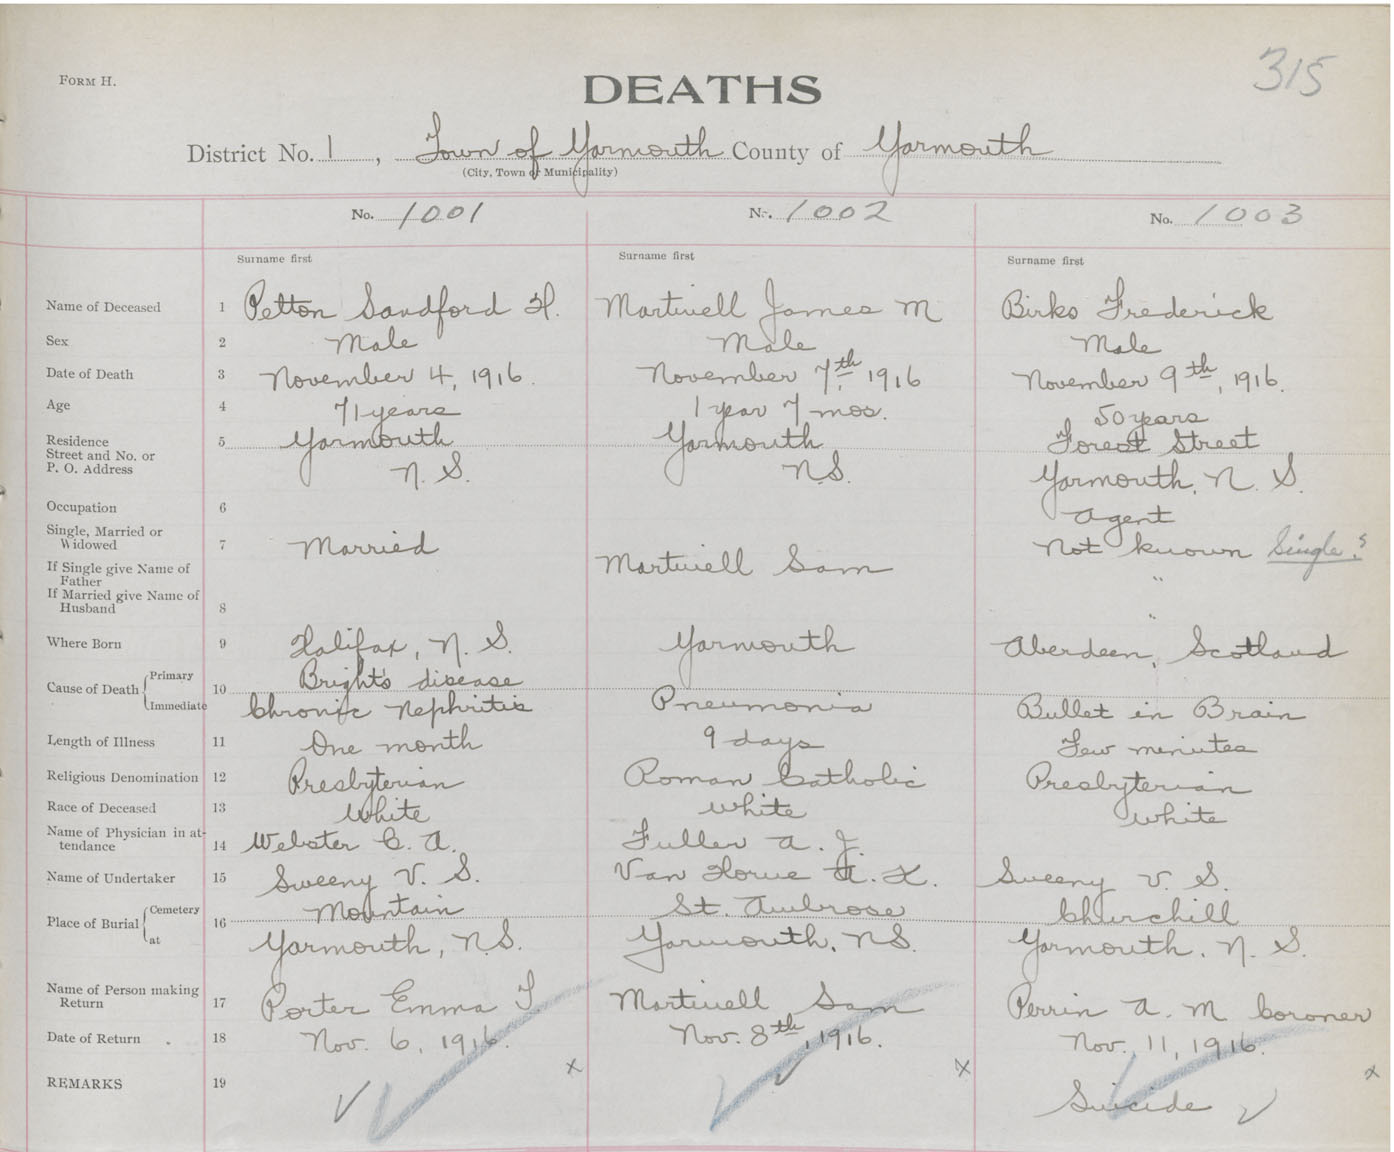 315
FORM H.
DEATHS
District No. 1, Town of Yarmouth County of Yarmouth
(City, Town or Municipality)
No. 1001 No. 1002 No. 1003
Surname first Surname first Surname first
Name of Deceased 1 Petton Sandford H. Martinell James M Birks Frederick
Sex 2 Male Male Male
Date of Death 3 November 4, 1916. November 7th, 1916 November 9th, 1916.
Age 4 71 years 1 year 7 mos. 50 years
Residence 5 Yarmouth Yarmouth Forest Street
Street and No. or
P. O. Address N. S. N.S. Yarmouth, N. S.
Occupation 6 Agent
Single, Married or
Widowed 7 Married Not known Single?
If Single give Name of
Father Martinell Sam "
If Married give Name of
Husband 8 "
Where Born 9 Halifax, N. S. Yarmouth Aberdeen, Scotland
Cause of Death Primary 10 Bright's disease
Immediate Chronic Nephritis Pneumonia Bullet in Brain
Length of Illness 11 One month 9 days Few minutes
Religious Denomination 12 Presbyterian Roman Catholic Presbyterian
Race of Deceased 13 White White White
Name of Physician in at-
tendance 14 Webster C. A. Fuller A. J.
Name of Undertaker 15 Sweeny V. S. Van Horne Sweeny V. S.
Place of Burial Cemetery 16 Mountain St. Ambrose Churchill
at Yarmouth, N.S. Yarmouth, N.S. Yarmouth, N. S.
Name of Person making
Return 17 Porter Emma Martinell Sam Perrin A. M Coroner
Date of Return 18 Nov. 6, 1916. Nov. 8th, 1916. Nov. 11, 1916.
x x x
REMARKS 19 Suicide